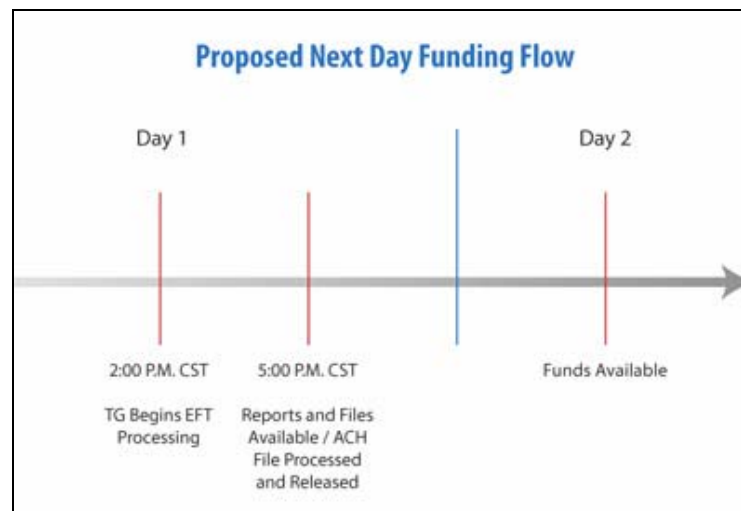 Proposed Next Day Funding Flow
Day 1
Day 2
2:00 P.M. CST
TG Begins EFT
Processing
5:00 P.M. CST
Reports and Files
Available / ACH
File Processed
and Released
Funds Available